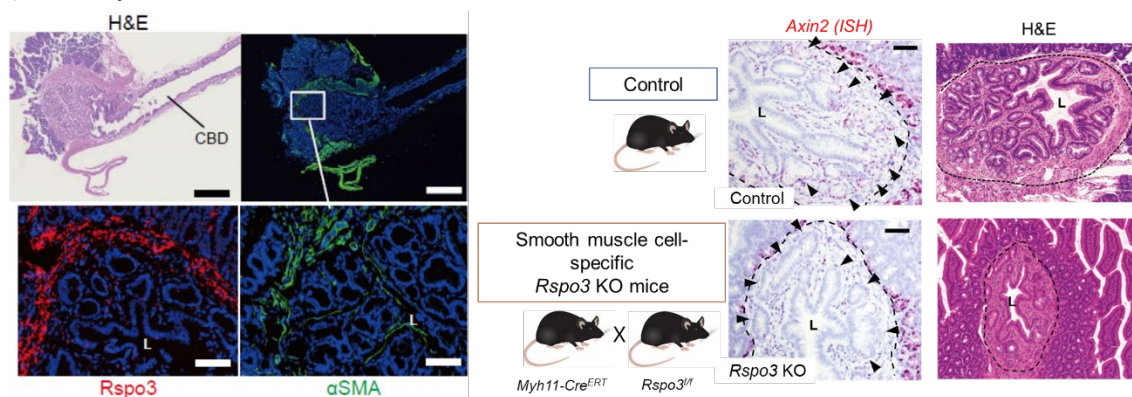 H&E
CBD
L
Rspo3
L
αSMA
Axin2 (ISH)
H&E
Control
L
Control
L
Smooth muscle cell-
specific
Rspo3 KO mice
X
Myh11-CreERT
Rspo3f/f
L
Rspo3 KO
L